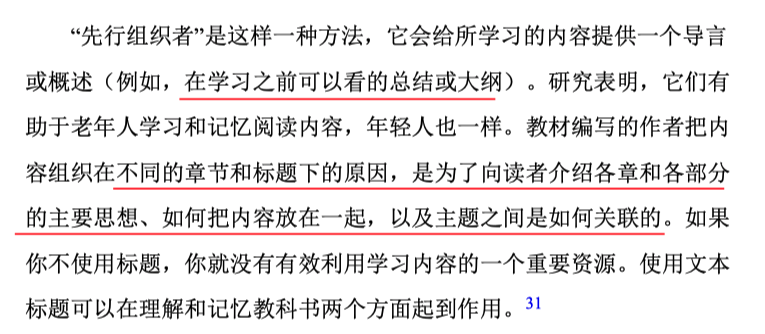 “先行组织者”是这样一种方法，它会给所学习的内容提供一个导言
或概述（例如，在学习之前可以看的总结或大纲）。研究表明，它们有
助于老年人学习和记忆阅读内容，年轻人也一样。教材编写的作者把内
容组织在不同的章节和标题下的原因，是为了向读者介绍各章和各部分
的主要思想、如何把内容放在一起，以及主题之间是如何关联的。如果
你不使用标题，你就没有有效利用学习内容的一个重要资源。使用文本
标题可以在理解和记忆教科书两个方面起到作用。31